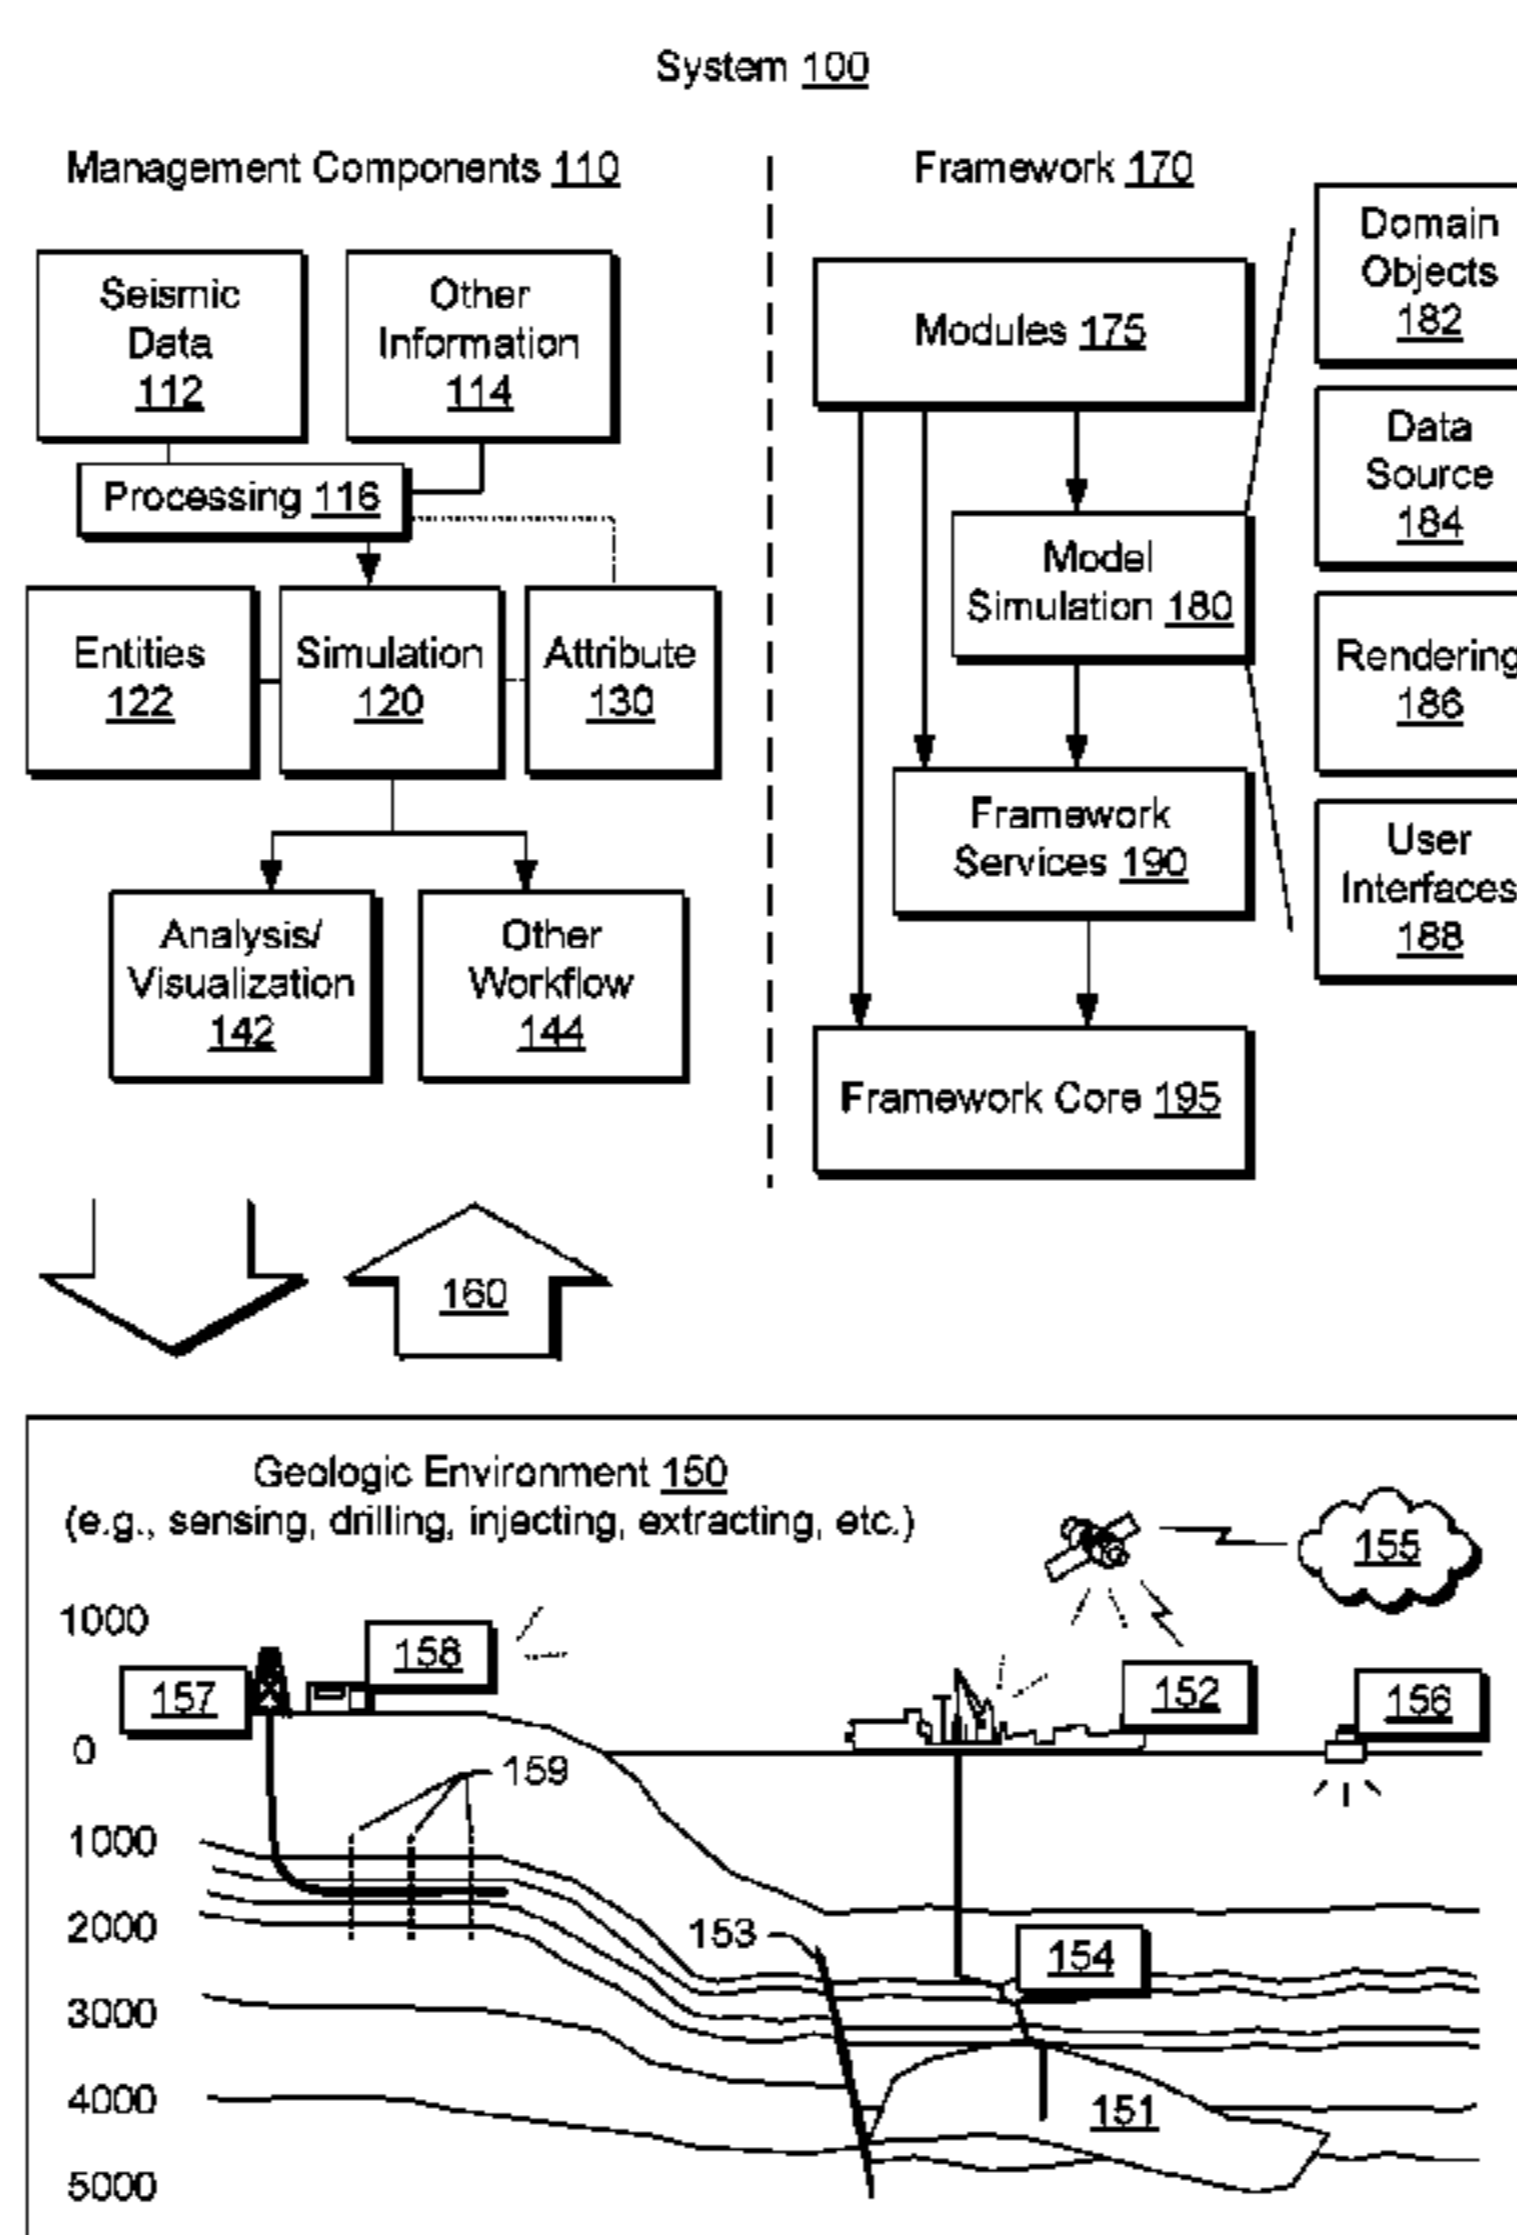 System 100
Management Components 110
Framework 170
Seismic
Data
112
Other
Information
114
Processing 116
Entities
122
Simulation
120
Attribute
130
Analysis/
Visualization
142
Other
Workflow
144
Modules 175
Model
Simulation 180
Framework
Services 190
Framework Core 195
Domain
Objects
182
Data
Source
184
Rendering
186
User
Interfaces
188
160
Geologic Environment 150
(e.g., sensing, drilling, injecting, extracting, etc.)
155
1000
158
157
152
156
0
159
1000
2000
153
154
3000
4000
151
5000